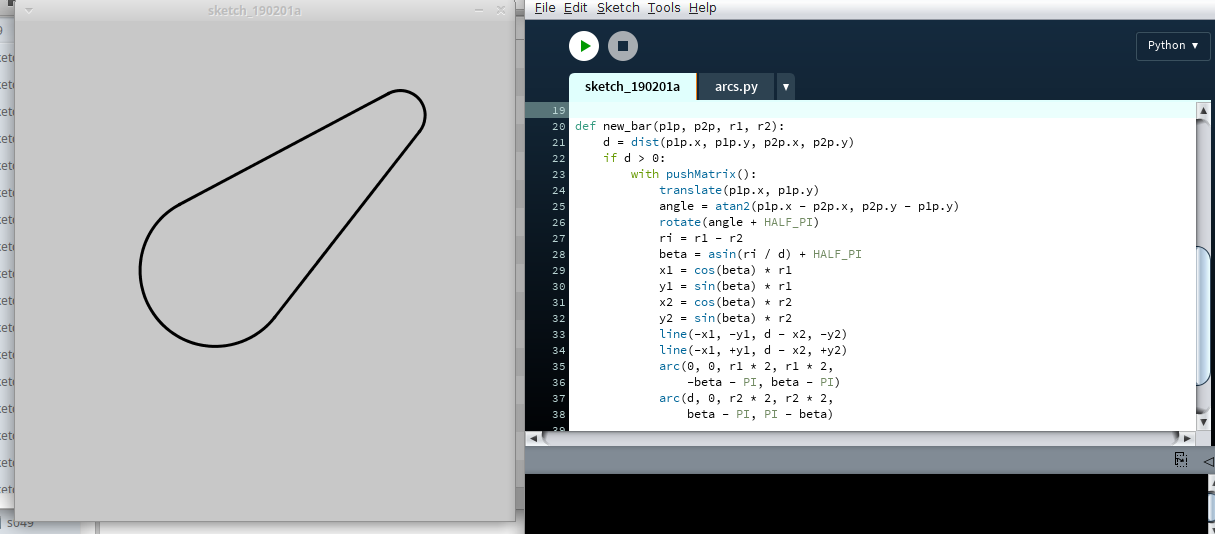 sketch_190201a
File Edit Sketch Tools Help
Python ▼
sketch_190201a arcs.py ▼
19
20 def new_bar(p1p, p2p, r1, r2):
21     d = dist(p1p.x, p1p.y, p2p.x, p2p.y)
22     if d > 0:
23         with pushMatrix():
24             translate(p1p.x, p1p.y)
25             angle = atan2(p1p.x - p2p.x, p2p.y - p1p.y)
26             rotate(angle + HALF_PI)
27             ri = r1 - r2
28             beta = asin(ri / d) + HALF_PI
29             x1 = cos(beta) * r1
30             y1 = sin(beta) * r1
31             x2 = cos(beta) * r2
32             y2 = sin(beta) * r2
33             line(-x1, -y1, d - x2, -y2)
34             line(-x1, +y1, d - x2, +y2)
35             arc(0, 0, r1 * 2, r1 * 2,
36                 -beta - PI, beta - PI)
37             arc(d, 0, r2 * 2, r2 * 2,
38                 beta - PI, PI - beta)